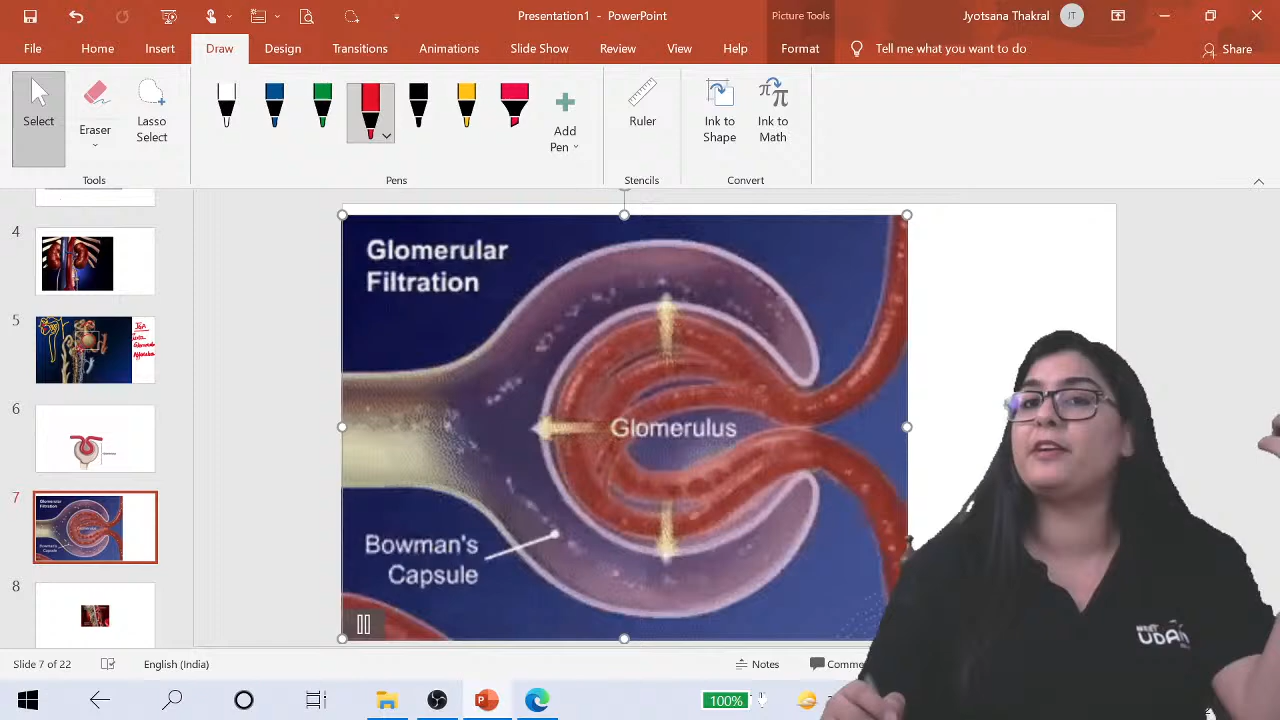 Presentation1 - PowerPoint
Picture Tools
Jyotsana Thakral
JT
File
Home
Insert
Draw
Design
Transitions
Animations
Slide Show
Review
View
Help
Format
Tell me what you want to do
Share
Select
Eraser
Lasso
Select
Add
Pen
Ruler
Ink to
Shape
Ink to
Math
Tools
Pens
Stencils
Convert
4
5
6
7
8
Glomerular
Filtration
Glomerulus
Bowman's
Capsule
UDAN
Slide 7 of 22
English (India)
Notes
100%